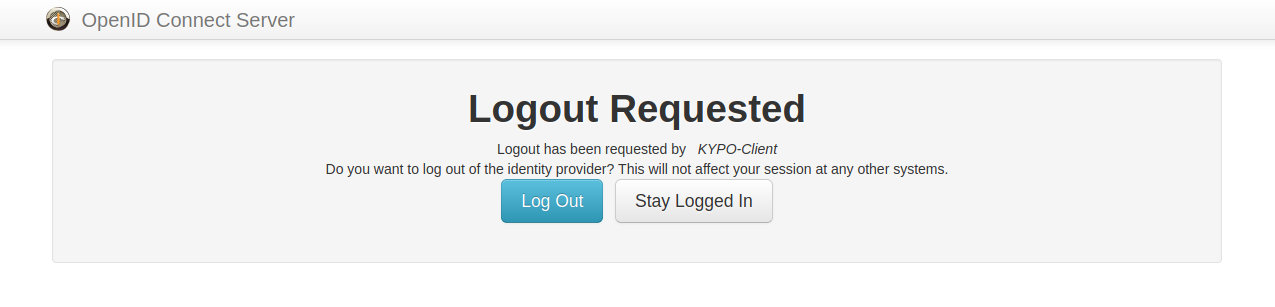 OpenID Connect Server
Logout Requested
Logout has been requested by KYPO-Client
Do you want to log out of the identity provider? This will not affect your session at any other systems.
Log Out Stay Logged In